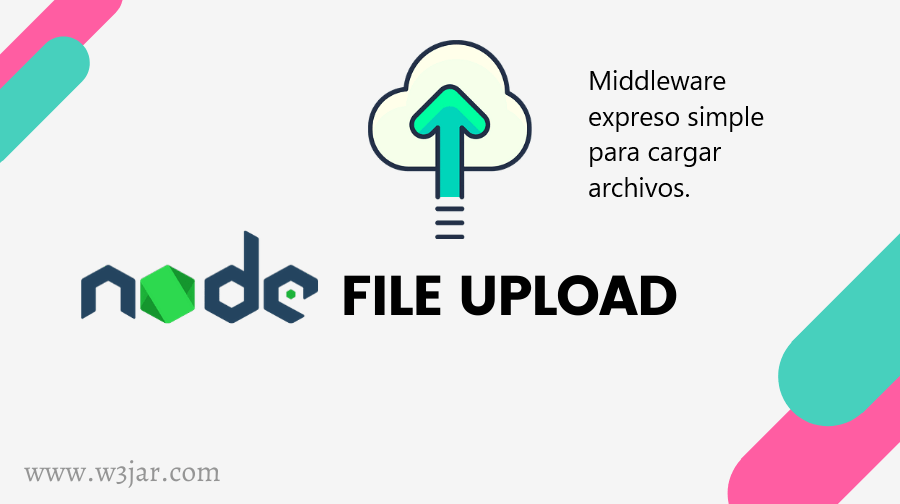 Middleware
expreso simple
para cargar
archivos.
node FILE UPLOAD
www.w3jar.com